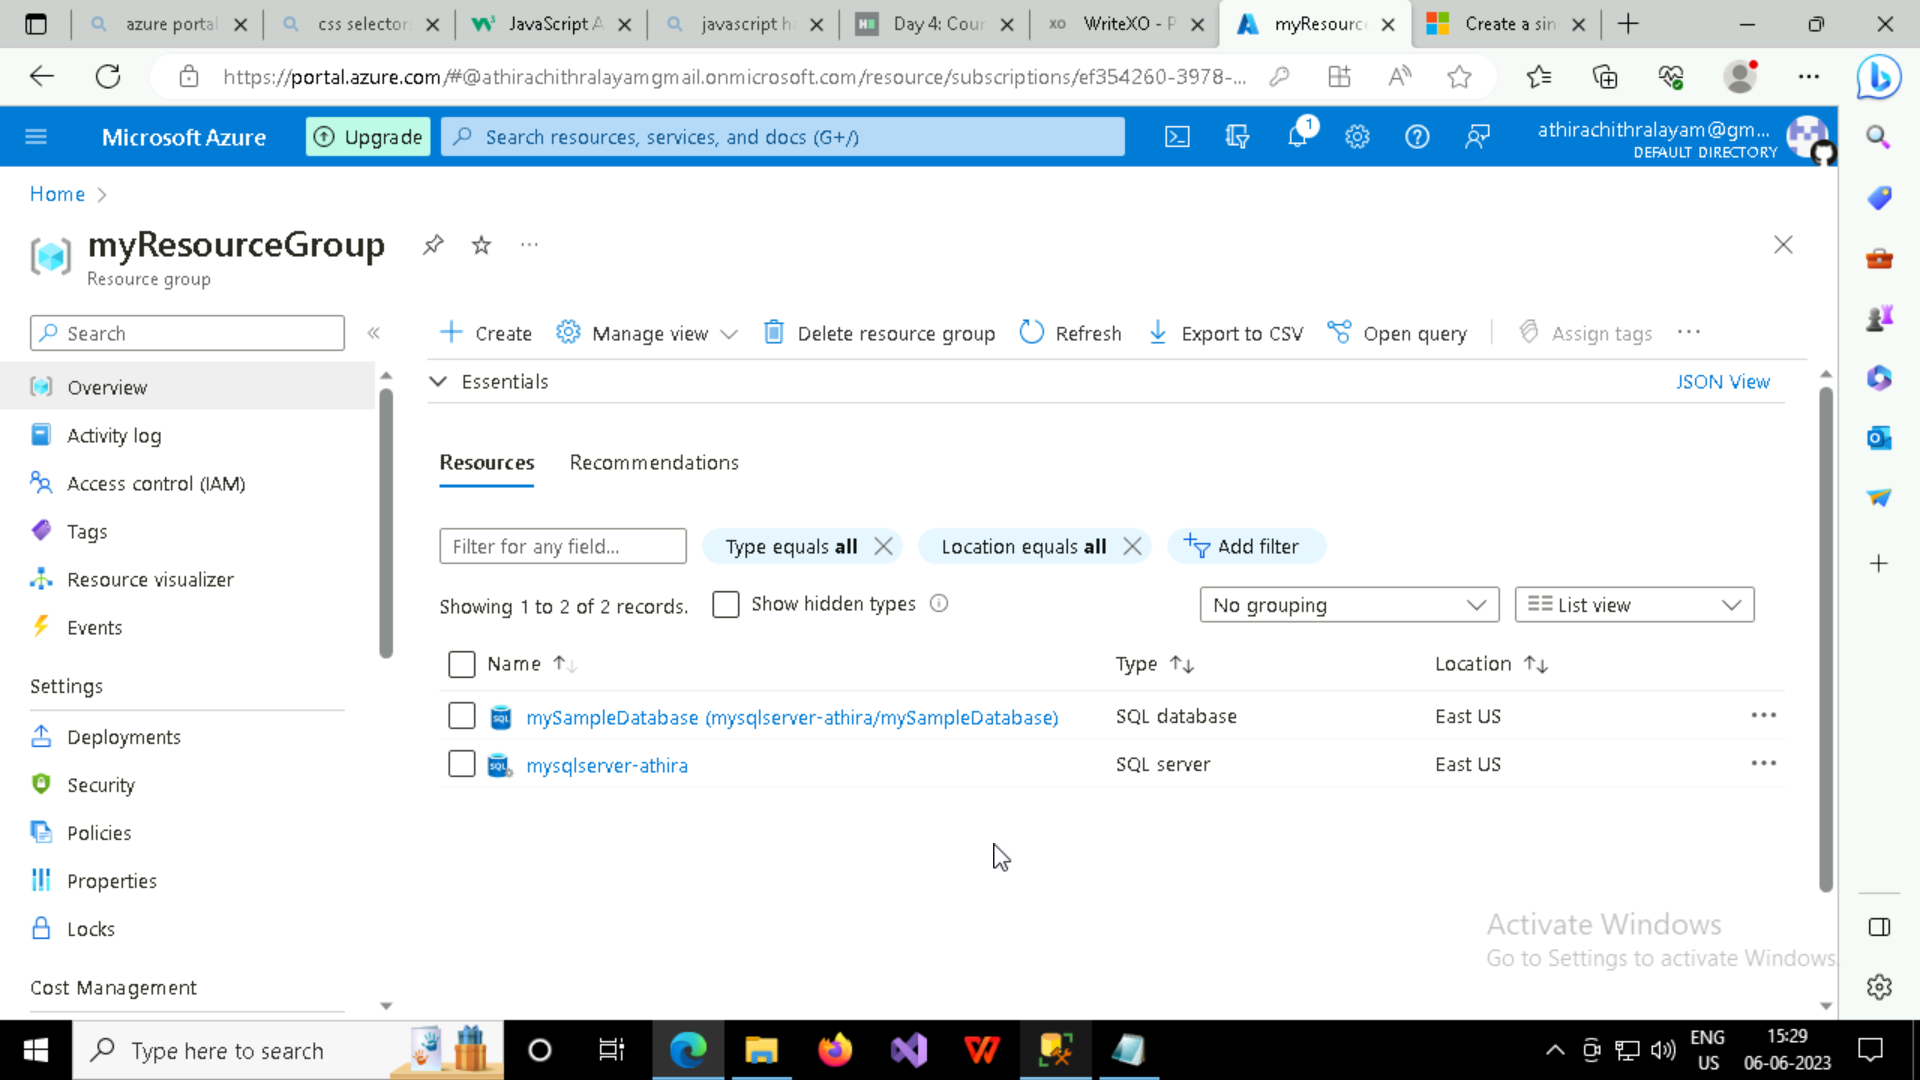 azure portal
css selector
JavaScript A
javascript h
Day 4: Cour
WriteXO - P
myResourc
Create a sin
https://portal.azure.com/#@athirachithralayamgmail.onmicrosoft.com/resource/subscriptions/ef354260-3978-...
Microsoft Azure
Upgrade
Search resources, services, and docs (G+/)
1
athirachithralayam@gm...
DEFAULT DIRECTORY
Home
myResourceGroup
Resource group
Search
Create
Manage view
Delete resource group
Refresh
Export to CSV
Open query
Assign tags
Overview
Activity log
Access control (IAM)
Tags
Resource visualizer
Events
Settings
Deployments
Security
Policies
Properties
Locks
Cost Management
Essentials
JSON View
Resources
Recommendations
Filter for any field...
Type equals all
Location equals all
Add filter
Showing 1 to 2 of 2 records.
Show hidden types
No grouping
List view
Name
Type
Location
mySampleDatabase (mysqlserver-athira/mySampleDatabase)
SQL database
East US
mysqlserver-athira
SQL server
East US
Activate Windows
Go to Settings to activate Windows.
Type here to search
ENG
US
15:29
06-06-2023